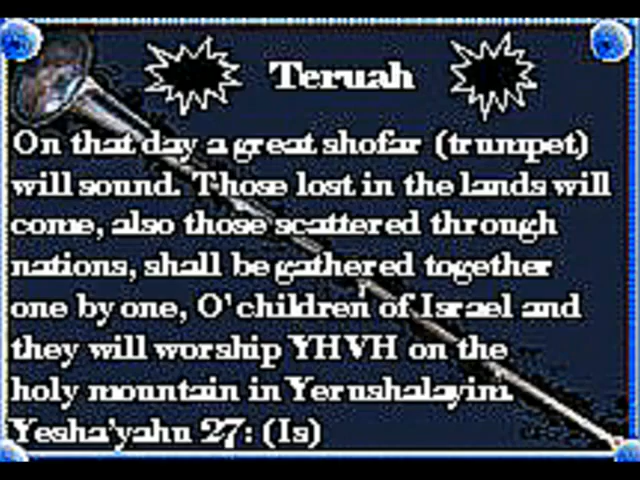 Teruah
On that day a great shofar (trumpet)
will sound. Those lost in the lands will
come, also those scattered through
nations, shall be gathered together
one by one, O'children of Israel and
they will worship YHVH on the
holy mountain in Yerushalayim.
Yesha'yahu 27: (Is)